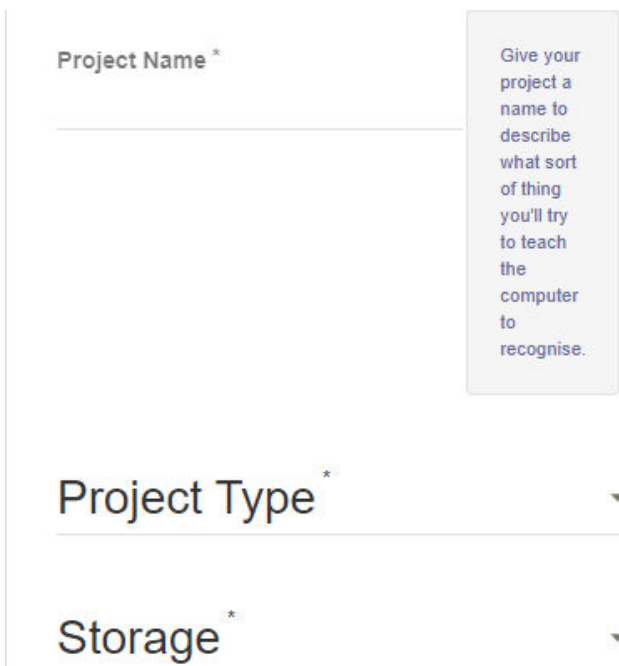 Project Name *
Give your
project a
name to
describe
what sort
of thing
you'll try
to teach
the
computer
to
recognise.
Project Type *
Storage *